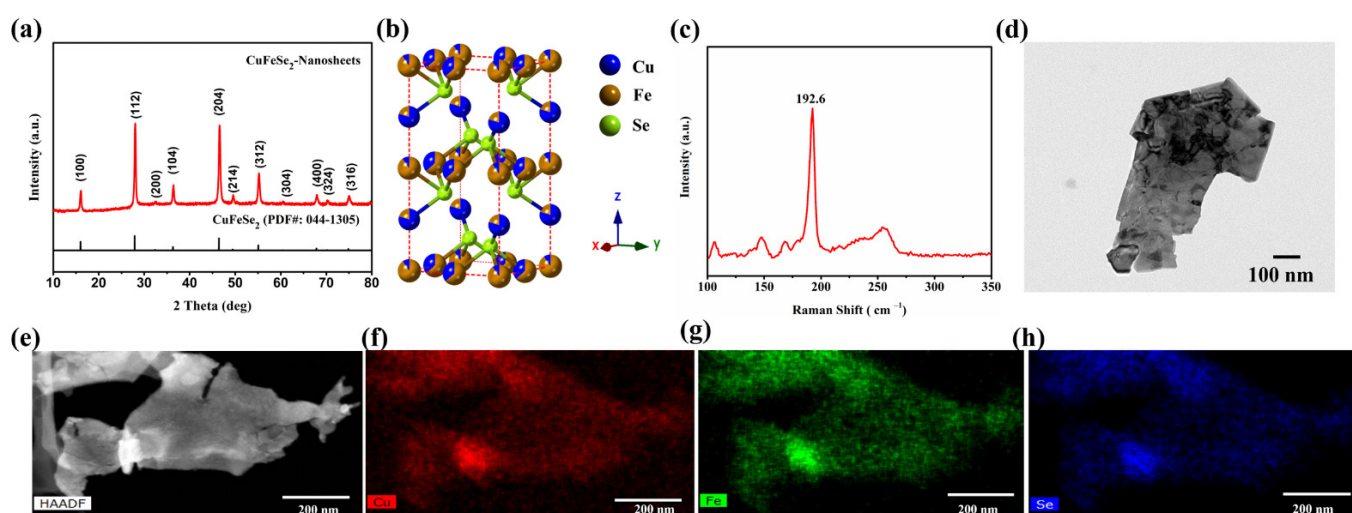 (a)
CuFeSe2-Nanosheets
(100)
(112)
(200)
(104)
(204)
(214)
(312)
(304)
(400)
(324)
(316)
CuFeSe2 (PDF#: 044-1305)
Intensity (a.u.)
10 20 30 40 50 60 70 80
2 Theta (deg)
(b)
Cu
Fe
Se
Z
X
Y
(c)
192.6
Intensity (a.u.)
100 150 200 250 300 350
Raman Shift ( cm⁻¹)
(d)
100 nm
(e)
HAADF
200 nm
(f)
Cu
200 nm
(g)
Fe
200 nm
(h)
Se
200 nm